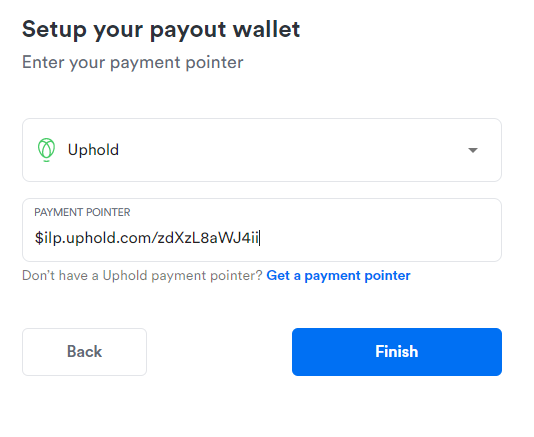 Setup your payout wallet
Enter your payment pointer
Uphold
PAYMENT POINTER
$ilp.uphold.com/zdXzL8aWJ4ii
Don't have a Uphold payment pointer? Get a payment pointer
Back
Finish